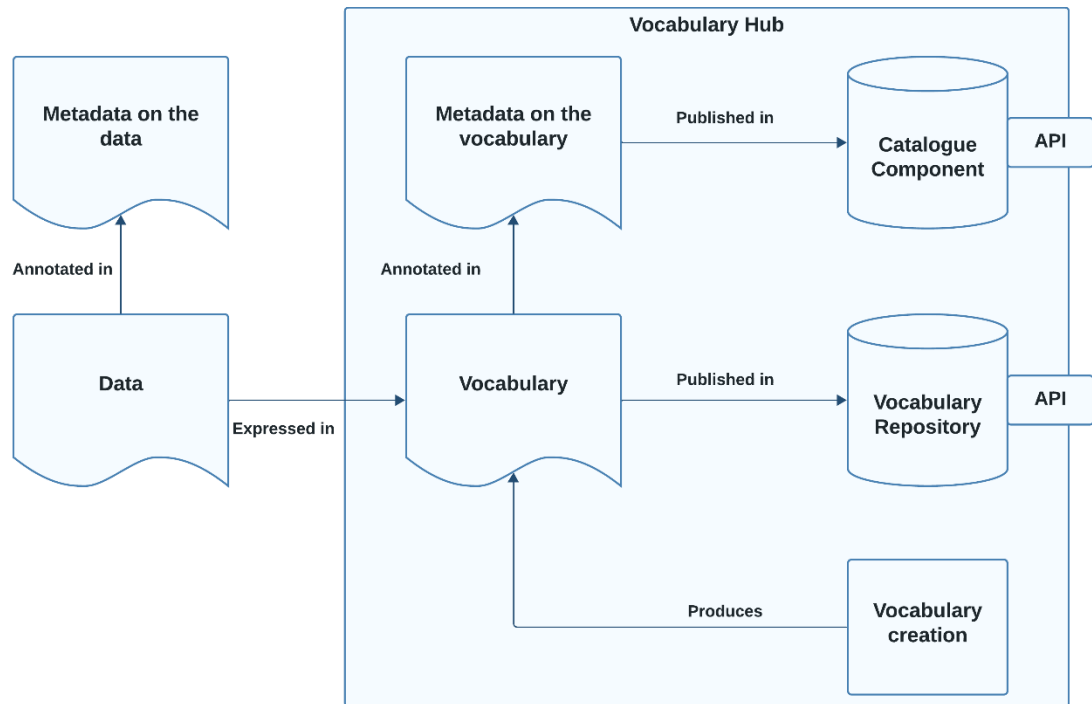 Vocabulary Hub
Metadata on the
data
Metadata on the
vocabulary
Published in
Catalogue
Component
API
Annotated in
Annotated in
Data
Expressed in
Vocabulary
Published in
Vocabulary
Repository
API
Produces
Vocabulary
creation